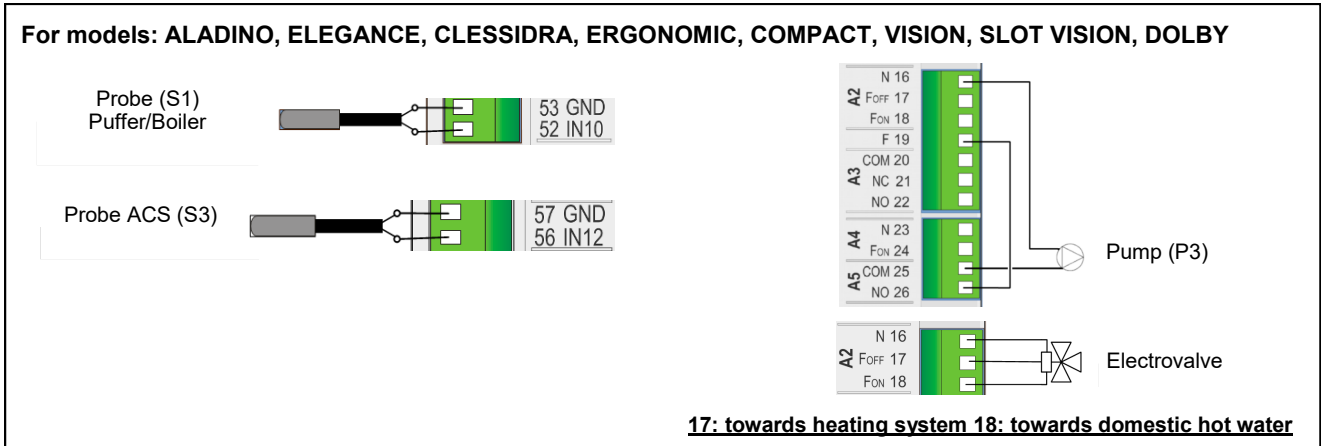 For models: ALADINO, ELEGANCE, CLESSIDRA, ERGONOMIC, COMPACT, VISION, SLOT VISION, DOLBY
Probe (S1)
Puffer/Boiler
53 GND
52 IN10
Probe ACS (S3)
57 GND
56 IN12
A2
N 16
FOFF 17
FON 18
F 19
A3
COM 20
NC 21
NO 22
A4
N 23
FON 24
A5
COM 25
NO 26
Pump (P3)
A2
N 16
FOFF 17
FON 18
Electrovalve
17: towards heating system 18: towards domestic hot water